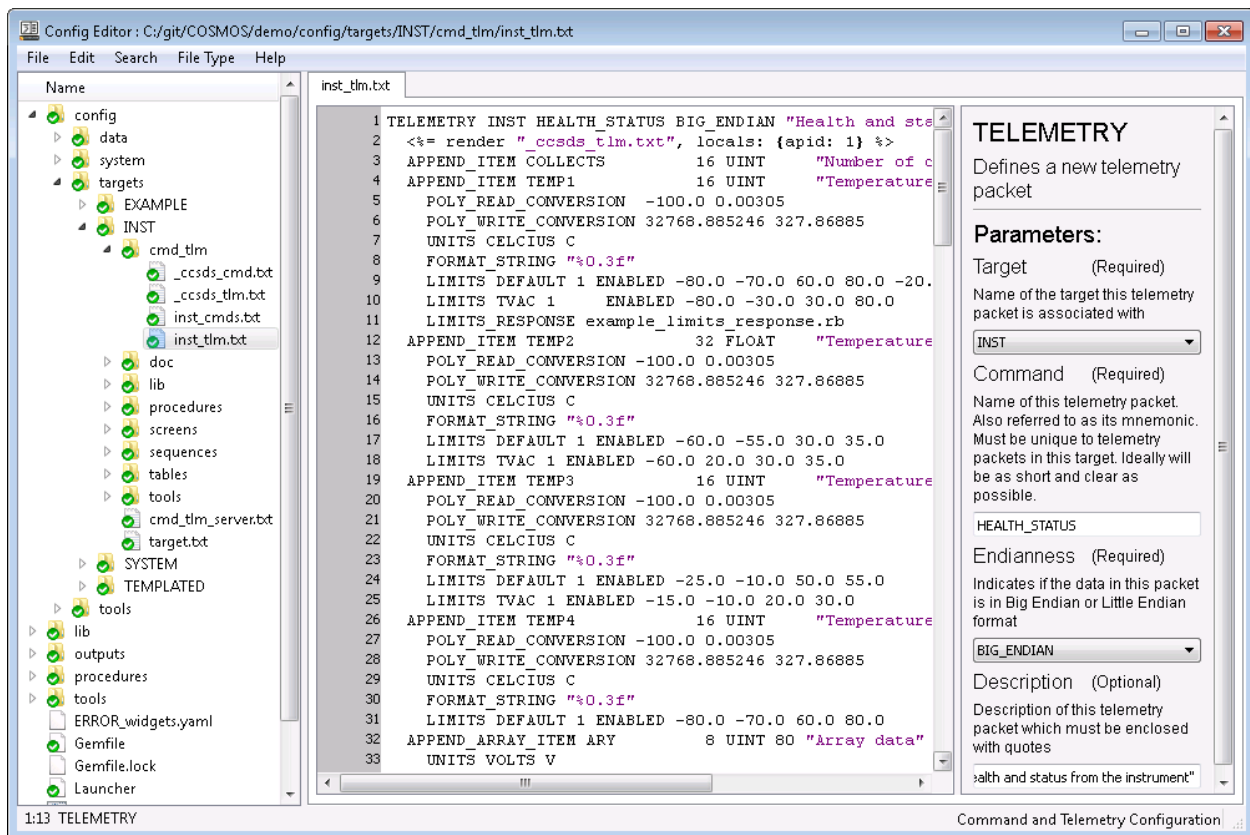 Config Editor : C:/git/COSMOS/demo/config/targets/INST/cmd_tlm/inst_tlm.txt
File Edit Search File Type Help
Name
config
data
system
targets
EXAMPLE
INST
cmd_tlm
_ccsds_cmd.txt
_ccsds_tlm.txt
inst_cmds.txt
inst_tlm.txt
doc
lib
procedures
screens
sequences
tables
tools
cmd_tlm_server.txt
target.txt
SYSTEM
TEMPLATED
tools
lib
outputs
procedures
tools
ERROR_widgets.yaml
Gemfile
Gemfile.lock
Launcher
inst_tlm.txt
1 TELEMETRY INST HEALTH_STATUS BIG_ENDIAN "Health and sta
2 <%= render "_ccsds_tlm.txt", locals: {apid: 1} %>
3 APPEND_ITEM COLLECTS 16 UINT "Number of c
4 APPEND_ITEM TEMP1 16 UINT "Temperature
5 POLY_READ_CONVERSION -100.0 0.00305
6 POLY_WRITE_CONVERSION 32768.885246 327.86885
7 UNITS CELCIUS C
8 FORMAT_STRING "%0.3f"
9 LIMITS DEFAULT 1 ENABLED -80.0 -70.0 60.0 80.0 -20.
10 LIMITS TVAC 1 ENABLED -80.0 -30.0 30.0 80.0
11 LIMITS_RESPONSE example_limits_response.rb
12 APPEND_ITEM TEMP2 32 FLOAT "Temperature
13 POLY_READ_CONVERSION -100.0 0.00305
14 POLY_WRITE_CONVERSION 32768.885246 327.86885
15 UNITS CELCIUS C
16 FORMAT_STRING "%0.3f"
17 LIMITS DEFAULT 1 ENABLED -60.0 -55.0 30.0 35.0
18 LIMITS TVAC 1 ENABLED -60.0 20.0 30.0 35.0
19 APPEND_ITEM TEMP3 16 UINT "Temperature
20 POLY_READ_CONVERSION -100.0 0.00305
21 POLY_WRITE_CONVERSION 32768.885246 327.86885
22 UNITS CELCIUS C
23 FORMAT_STRING "%0.3f"
24 LIMITS DEFAULT 1 ENABLED -25.0 -10.0 50.0 55.0
25 LIMITS TVAC 1 ENABLED -15.0 -10.0 20.0 30.0
26 APPEND_ITEM TEMP4 16 UINT "Temperature
27 POLY_READ_CONVERSION -100.0 0.00305
28 POLY_WRITE_CONVERSION 32768.885246 327.86885
29 UNITS CELCIUS C
30 FORMAT_STRING "%0.3f"
31 LIMITS DEFAULT 1 ENABLED -80.0 -70.0 60.0 80.0
32 APPEND_ARRAY_ITEM ARY 8 UINT 80 "Array data"
33 UNITS VOLTS V
TELEMETRY
Defines a new telemetry
packet
Parameters:
Target (Required)
Name of the target this telemetry
packet is associated with
INST
Command (Required)
Name of this telemetry packet.
Also referred to as its mnemonic.
Must be unique to telemetry
packets in this target. Ideally will
be as short and clear as
possible.
HEALTH_STATUS
Endianness (Required)
Indicates if the data in this packet
is in Big Endian or Little Endian
format
BIG_ENDIAN
Description (Optional)
Description of this telemetry
packet which must be enclosed
with quotes
ealth and status from the instrument"
1:13 TELEMETRY
Command and Telemetry Configuration